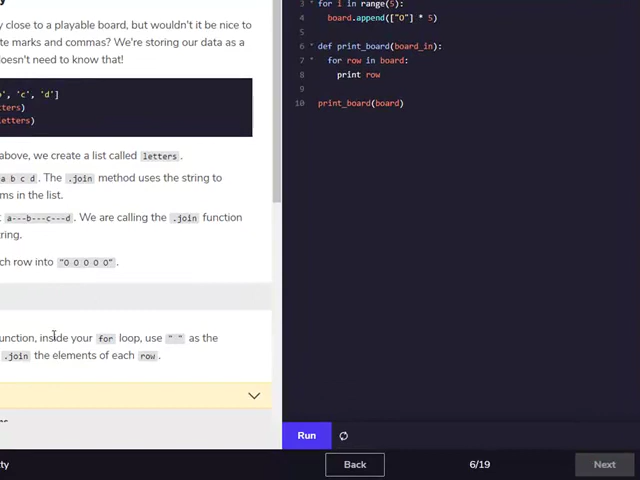 y
y close to a playable board, but wouldn't it be nice to
te marks and commas? We're storing our data as a
doesn't need to know that!
', 'c', 'd']
tters)
etters)
above, we create a list called letters.
a b c d. The .join method uses the string to
ms in the list.
t a---b---c---d. We are calling the .join function
tring.
ch row into "O O O O O".
unction, inside your for loop, use " " as the
.join the elements of each row.
ns
3 for i in range(5):
4 board.append(["O"] * 5)
5
6 def print_board(board_in):
7 for row in board:
8 print row
9
10 print_board(board)
Run
ty
Back
6/19
Next